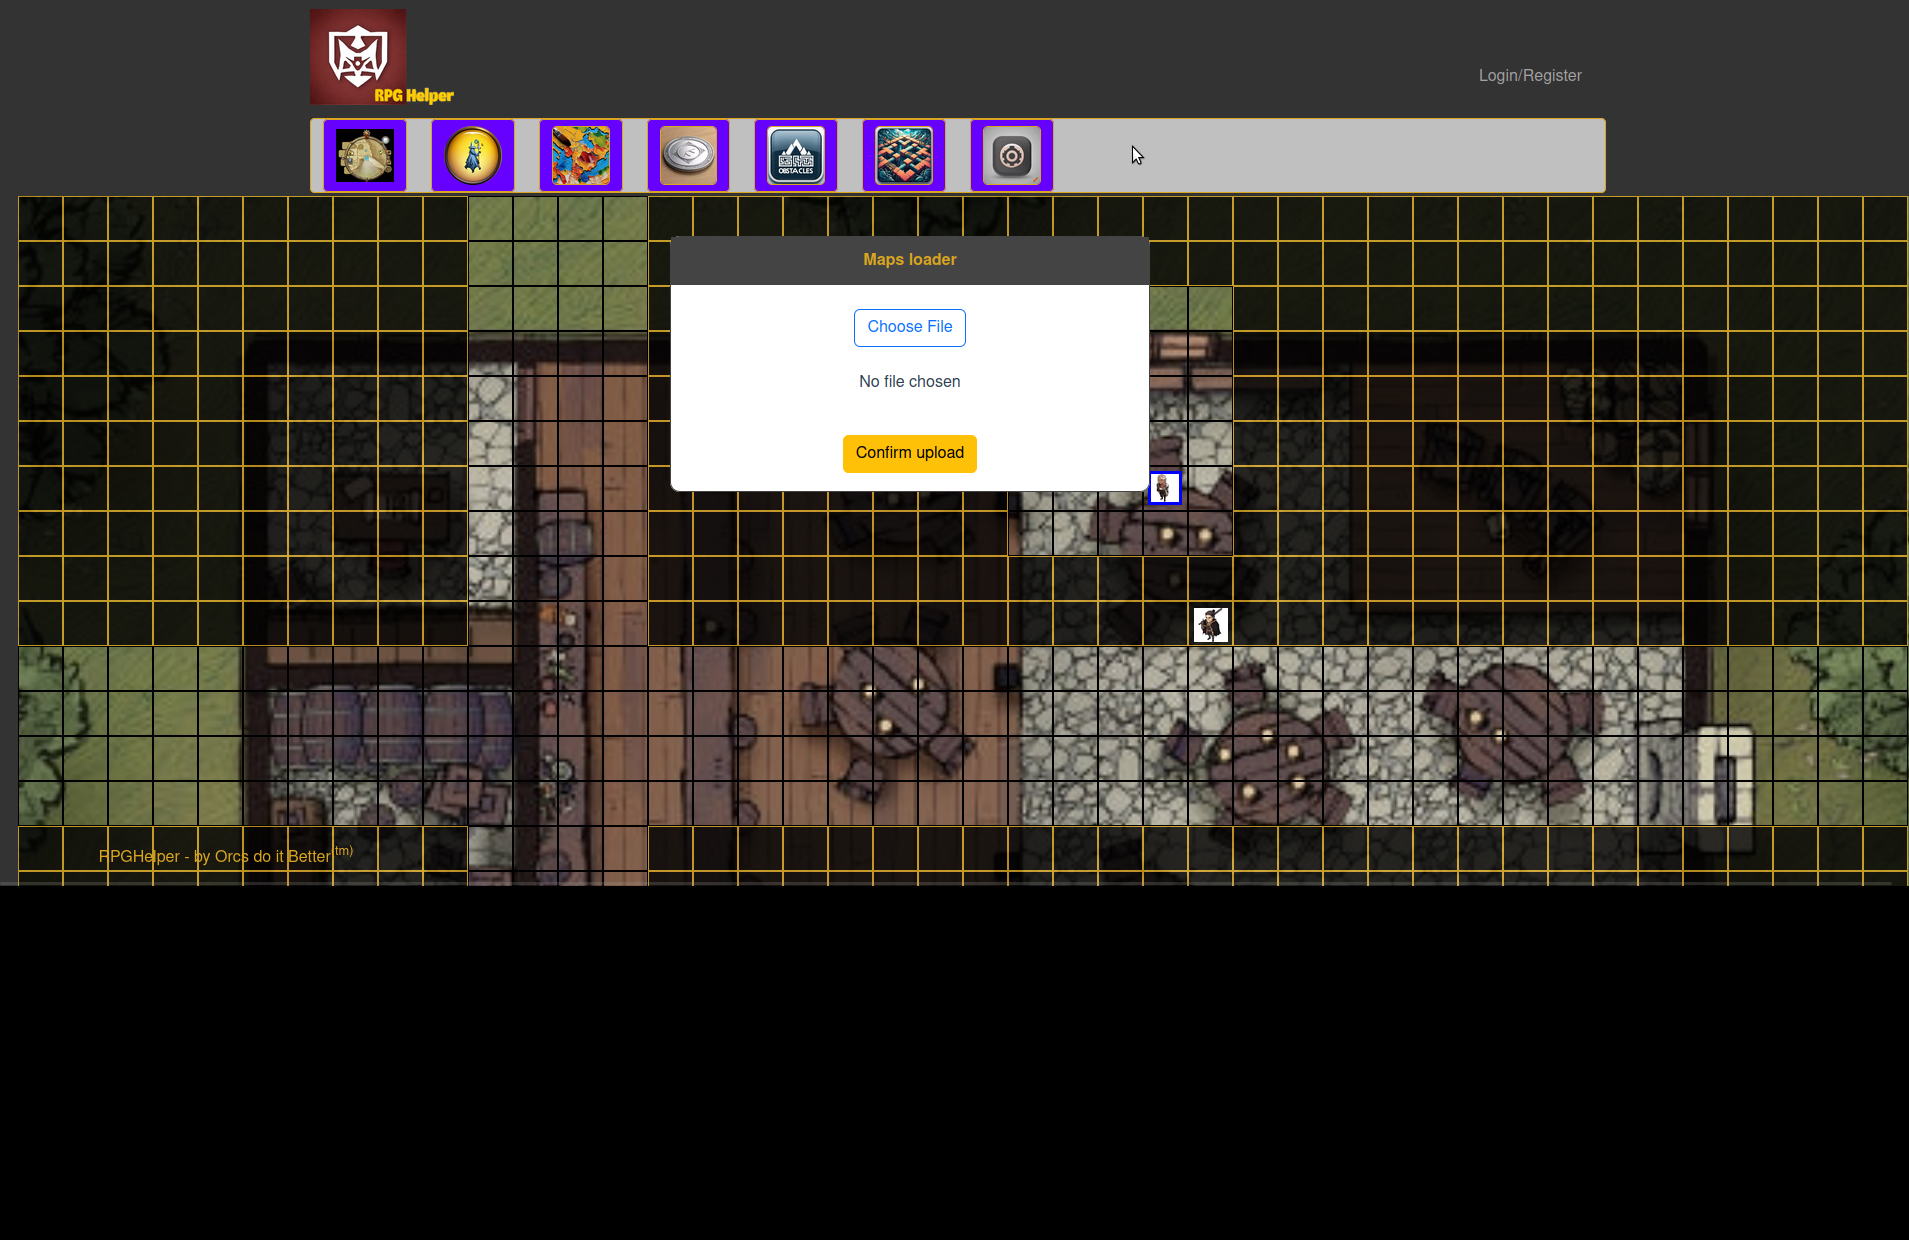 RPG Helper
Login/Register
OBSTACLES
Maps loader
Choose File
No file chosen
Confirm upload
RPGHelper - by Orcs do it Better tm)